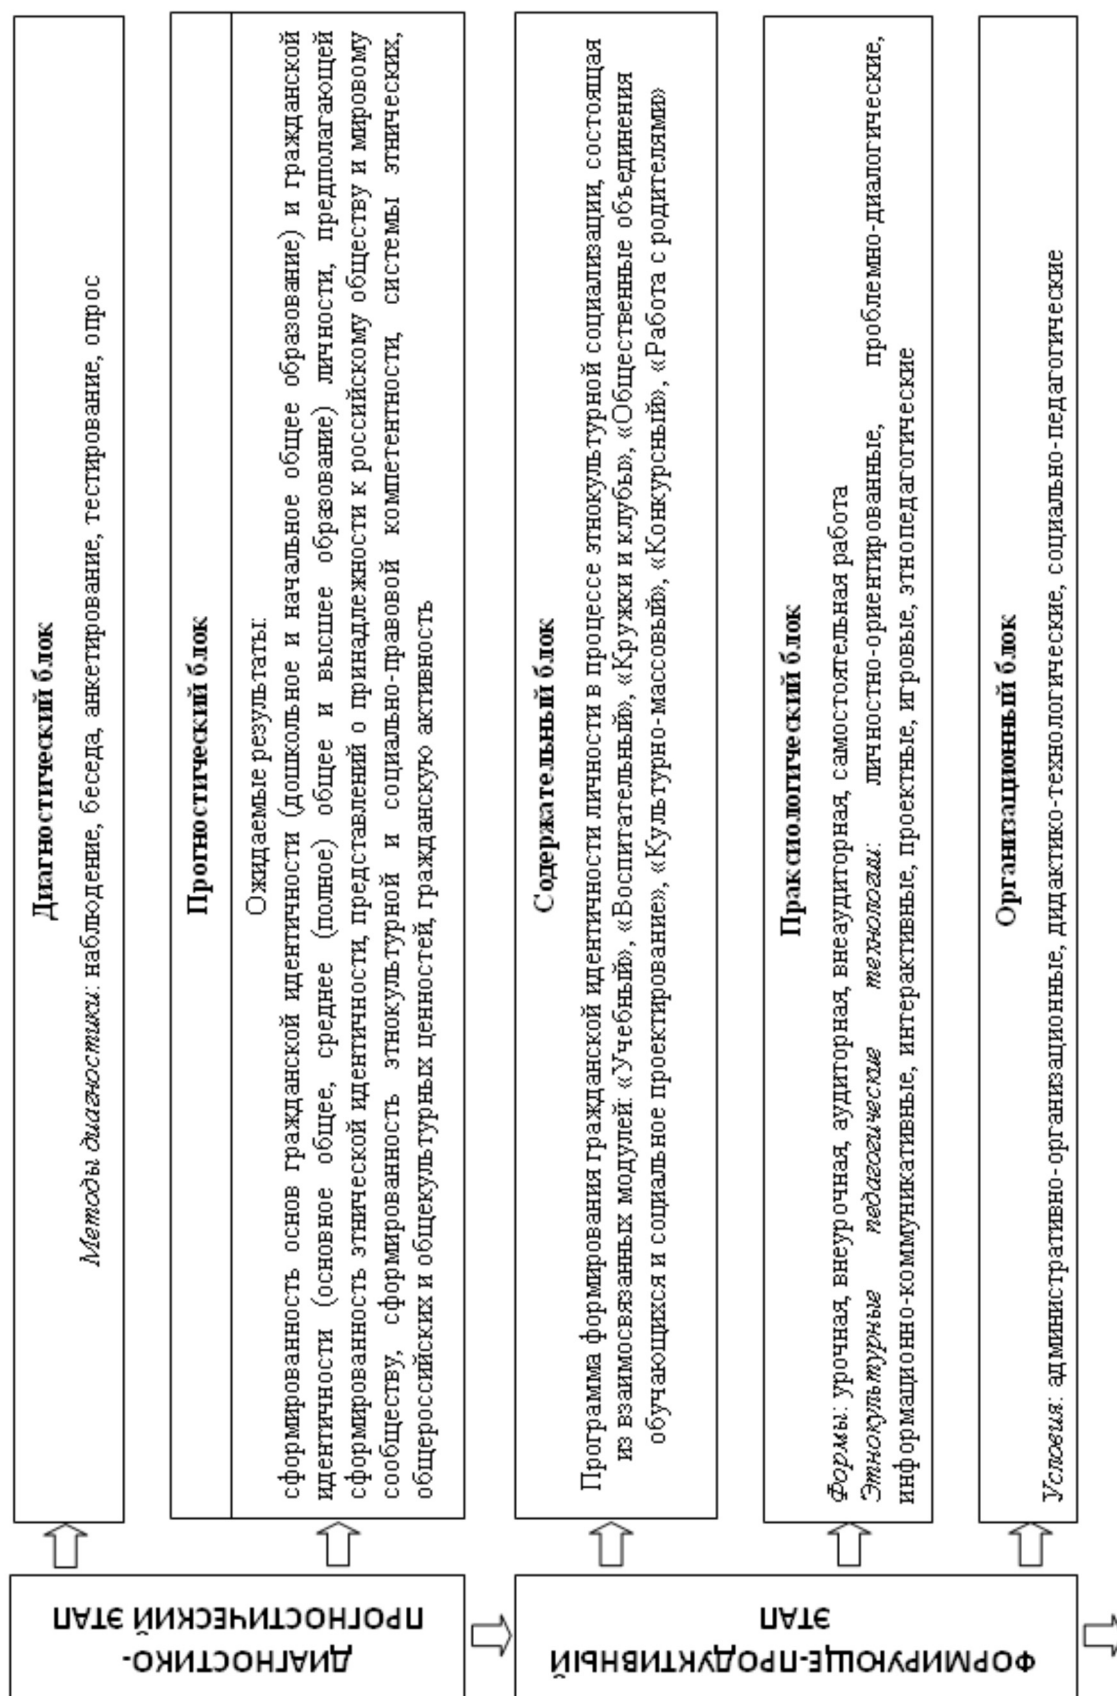 ДИАГНОСТИКО-
ПРОГНОСТИЧЕСКИЙ ЭТАП
Диагностический блок
Методы диагностики: наблюдение, беседа, анкетирование, тестирование, опрос
Прогностический блок
Ожидаемые результаты:
сформированность основ гражданской идентичности (дошкольное и начальное общее образование) и гражданской
идентичности (основное общее, среднее (полное) общее и высшее образование) личности, предполагающей
сформированность этнической идентичности, представлений о принадлежности к российскому обществу и мировому
сообществу, сформированность этнокультурной и социально-правовой компетентности, системы этнических,
общероссийских и общекультурных ценностей, гражданскую активность
ФОРМИРУЮЩЕ-ПРОДУКТИВНЫЙ
ЭТАП
Содержательный блок
Программа формирования гражданской идентичности личности в процессе этнокультурной социализации, состоящая
из взаимосвязанных модулей: «Учебный», «Воспитательный», «Кружки и клубы», «Общественные объединения
обучающихся и социальное проектирование», «Культурно-массовый», «Конкурсный», «Работа с родителями»
Праксиологический блок
Формы: урочная, внеурочная, аудиторная, внеаудиторная, самостоятельная работа
Этнокультурные педагогические технологии: личностно-ориентированные, проблемно-диалогические,
информационно-коммуникативные, интерактивные, проектные, игровые, этнопедагогические
Организационный блок
Условия: административно-организационные, дидактико-технологические, социально-педагогические